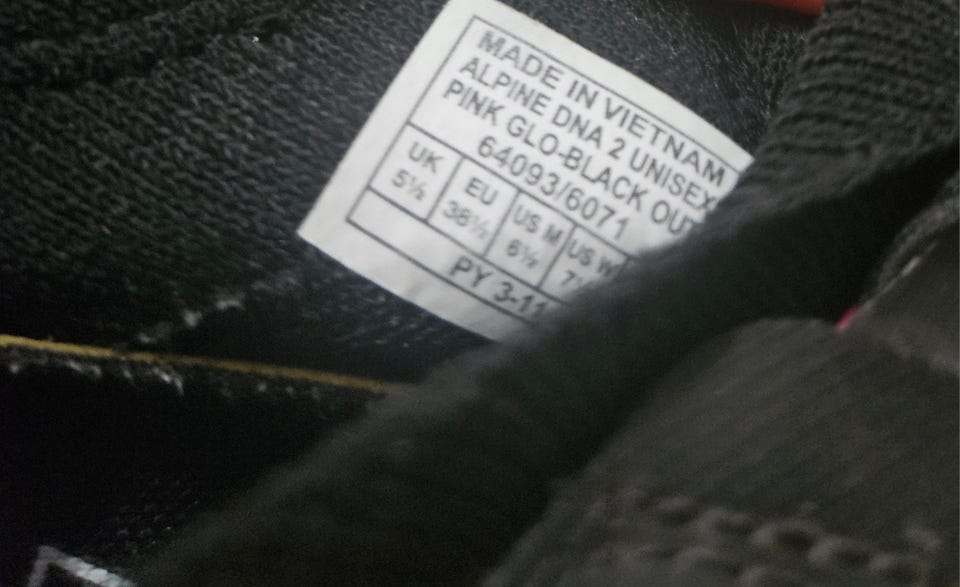 MADE IN VIETNAM
ALPINE DNA 2 UNISEX
PINK GLO-BLACK OUT
64093/6071
UK EU US M US W
5½ 38½ 6½
PY 3-11